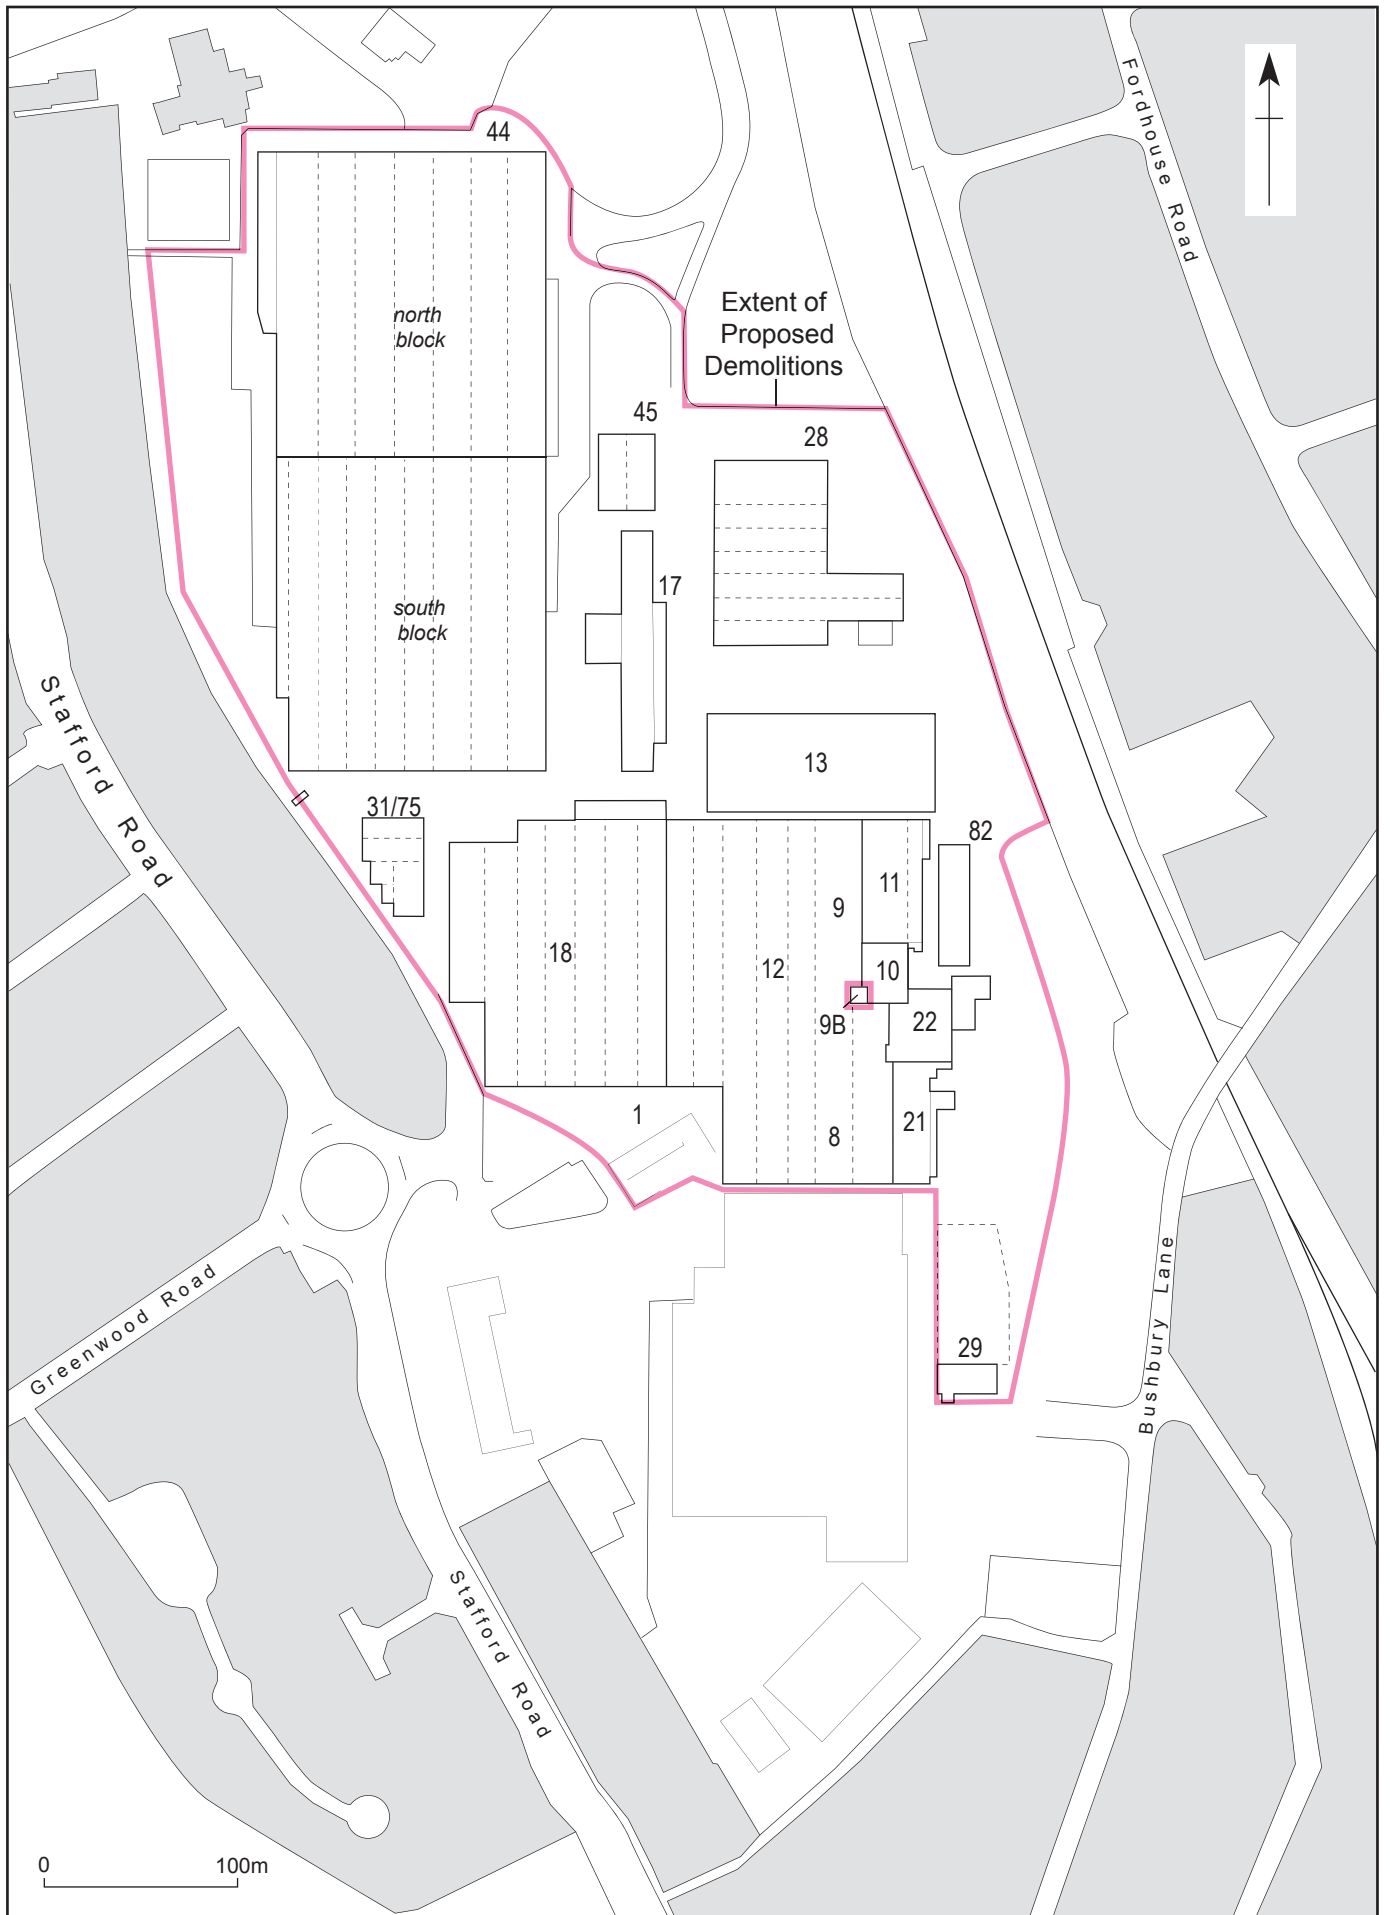 44
Fordhouse Road
north
block
Extent of
Proposed
Demolitions
45
28
17
south
block
Stafford Road
13
31/75
82
11
9
18
12
10
9B
22
1
8
21
Greenwood Road
Bushbury Lane
29
Stafford Road
0
100m